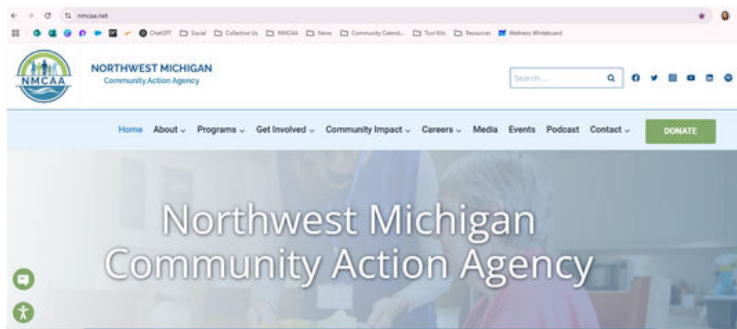 nmcaa.net
ChatGPT Social Collective Us NMCAA News Community Calend... Tool Kits Resources Wellness Whiteboard
NMCAA
NORTHWEST MICHIGAN
Community Action Agency
Search ...
Home About Programs Get Involved Community Impact Careers Media Events Podcast Contact DONATE
Northwest Michigan
Community Action Agency